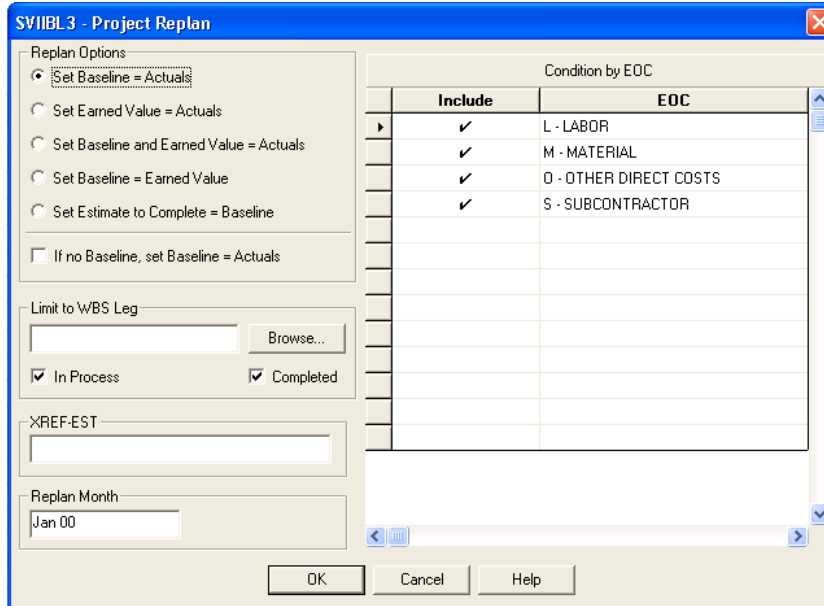 SVIIBL3 - Project Replan
Replan Options
Set Baseline = Actuals
Set Earned Value = Actuals
Set Baseline and Earned Value = Actuals
Set Baseline = Earned Value
Set Estimate to Complete = Baseline
If no Baseline, set Baseline = Actuals
Limit to WBS Leg
Browse...
In Process
Completed
XREF-EST
Replan Month
Jan 00
Condition by EOC
Include EOC
L - LABOR
M - MATERIAL
O - OTHER DIRECT COSTS
S - SUBCONTRACTOR
OK Cancel Help